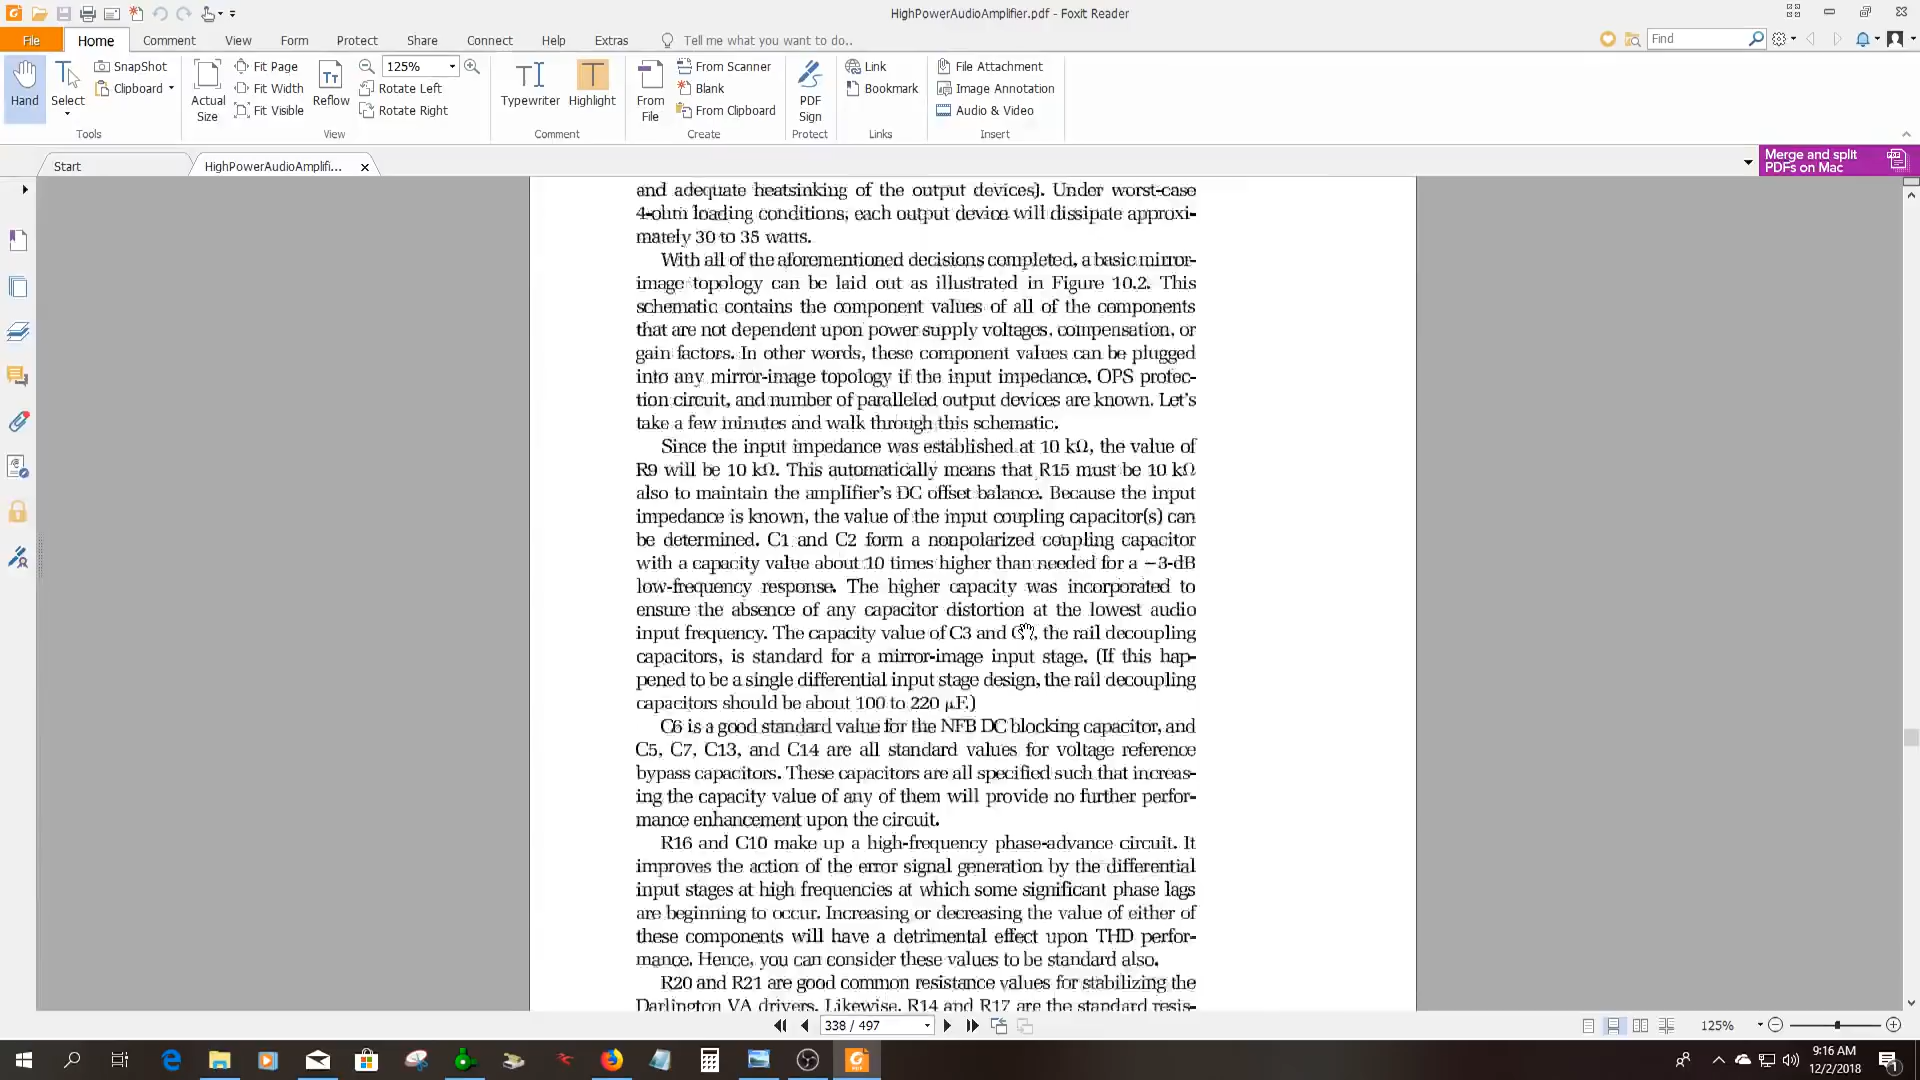 HighPowerAudioAmplifier.pdf - Foxit Reader
File
Home
Comment
View
Form
Protect
Share
Connect
Help
Extras
Tell me what you want to do..
Find
Hand
Select
SnapShot
Clipboard
Tools
Actual
Size
Fit Page
Fit Width
Fit Visible
Reflow
125%
Rotate Left
Rotate Right
View
Typewriter
Highlight
Comment
From
File
From Scanner
Blank
From Clipboard
Create
PDF
Sign
Protect
Link
Bookmark
Links
File Attachment
Image Annotation
Audio & Video
Insert
Start
HighPowerAudioAmplifi...
Merge and split
PDFs on Mac
and adequate heatsinking of the output devices). Under worst-case
4-ohm loading conditions, each output device will dissipate approxi-
mately 30 to 35 watts.
With all of the aforementioned decisions completed, a basic mirror-
image topology can be laid out as illustrated in Figure 10.2. This
schematic contains the component values of all of the components
that are not dependent upon power supply voltages, compensation, or
gain factors. In other words, these component values can be plugged
into any mirror-image topology if the input impedance, OPS protec-
tion circuit, and number of paralleled output devices are known. Let's
take a few minutes and walk through this schematic.
Since the input impedance was established at 10 kΩ, the value of
R9 will be 10 kΩ. This automatically means that R15 must be 10 kΩ
also to maintain the amplifier's DC offset balance. Because the input
impedance is known, the value of the input coupling capacitor(s) can
be determined. C1 and C2 form a nonpolarized coupling capacitor
with a capacity value about 10 times higher than needed for a −3-dB
low-frequency response. The higher capacity was incorporated to
ensure the absence of any capacitor distortion at the lowest audio
input frequency. The capacity value of C3 and the rail decoupling
capacitors, is standard for a mirror-image input stage. (If this hap-
pened to be a single differential input stage design, the rail decoupling
capacitors should be about 100 to 220 μF.)
C6 is a good standard value for the NFB DC blocking capacitor, and
C5, C7, C13, and C14 are all standard values for voltage reference
bypass capacitors. These capacitors are all specified such that increas-
ing the capacity value of any of them will provide no further perfor-
mance enhancement upon the circuit.
R16 and C10 make up a high-frequency phase-advance circuit. It
improves the action of the error signal generation by the differential
input stages at high frequencies at which some significant phase lags
are beginning to occur. Increasing or decreasing the value of either of
these components will have a detrimental effect upon THD perfor-
mance. Hence, you can consider these values to be standard also.
R20 and R21 are good common resistance values for stabilizing the
Darlington VA drivers. Likewise, R14 and R17 are the standard resis-
338 / 497
125%
9:16 AM
12/2/2018